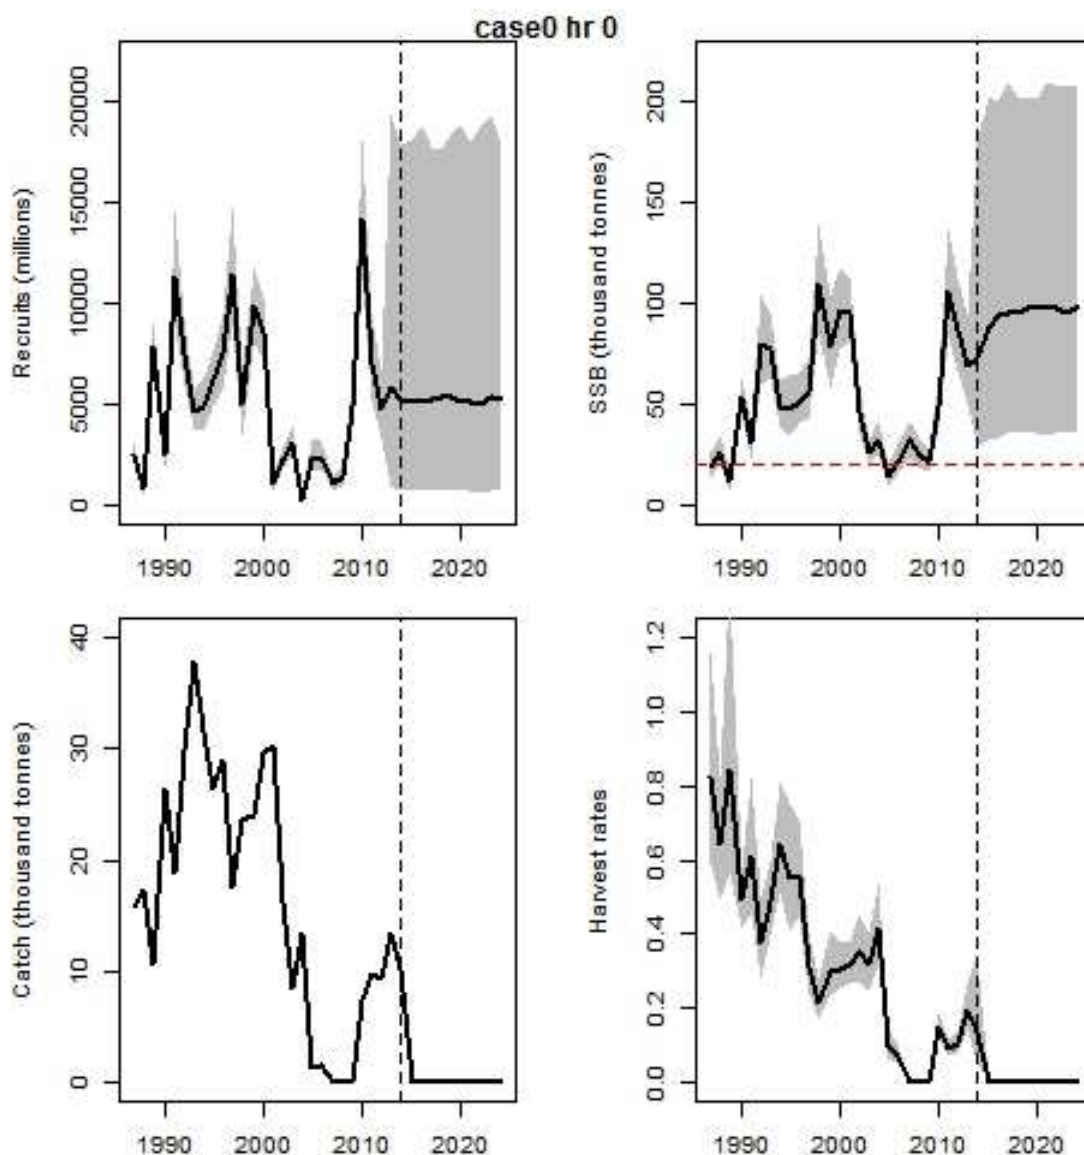 case0 hr 0
Recruits (millions)
20000
15000
10000
5000
0
1990 2000 2010 2020
SSB (thousand tonnes)
200
150
100
50
0
1990 2000 2010 2020
Catch (thousand tonnes)
40
30
20
10
0
1990 2000 2010 2020
Harvest rates
1.2
1.0
0.8
0.6
0.4
0.2
0.0
1990 2000 2010 2020